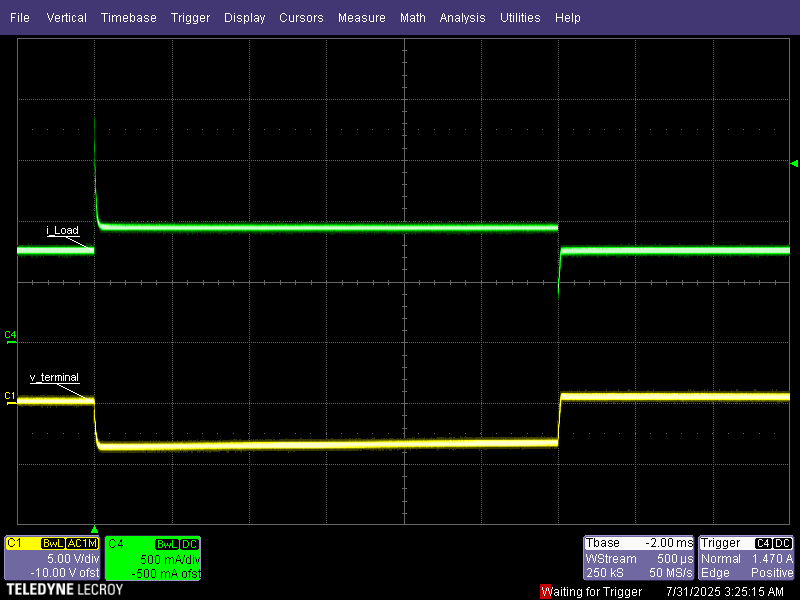 File Vertical Timebase Trigger Display Cursors Measure Math Analysis Utilities Help
i_Load
C4
v_terminal
C1
C1 BwL AC1M
5.00 V/div
-10.00 V ofst
C4 BwL DC
500 mA/div
-500 mA ofst
Tbase -2.00 ms
WStream 500 µs
250 kS 50 MS/s
Trigger C4 DC
Normal 1.470 A
Edge Positive
TELEDYNE LECROY
Waiting for Trigger 7/31/2025 3:25:15 AM